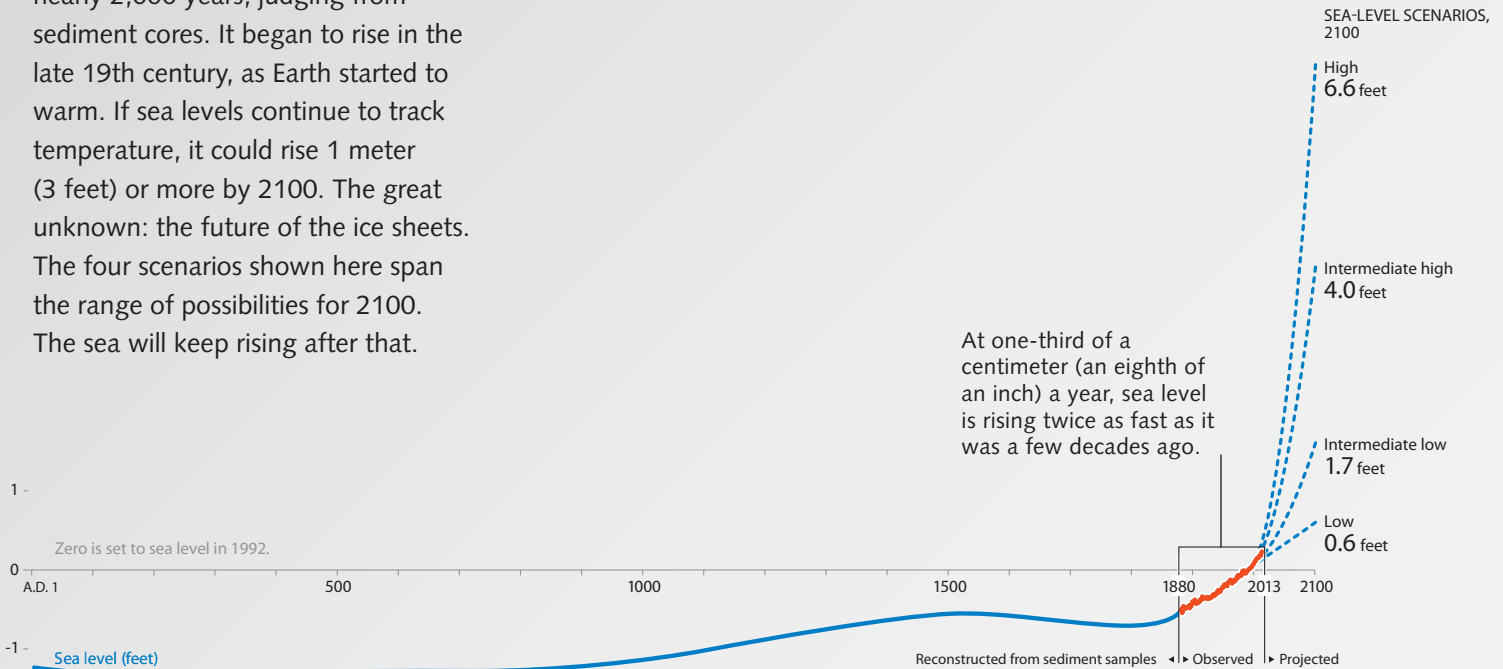 sediment cores. It began to rise in the
late 19th century, as Earth started to
warm. If sea levels continue to track
temperature, it could rise 1 meter
(3 feet) or more by 2100. The great
unknown: the future of the ice sheets.
The four scenarios shown here span
the range of possibilities for 2100.
The sea will keep rising after that.
SEA-LEVEL SCENARIOS,
2100
High
6.6 feet
Intermediate high
4.0 feet
At one-third of a
centimeter (an eighth of
an inch) a year, sea level
is rising twice as fast as it
was a few decades ago.
Intermediate low
1.7 feet
Low
0.6 feet
1
Zero is set to sea level in 1992.
0
A.D. 1 500 1000 1500 1880 2013 2100
-1
Sea level (feet)
Reconstructed from sediment samples Observed Projected